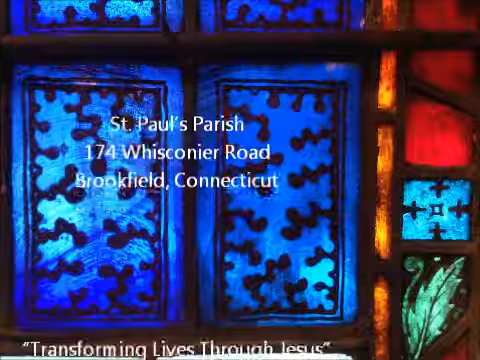 St. Paul's Parish
174 Whisconier Road
Brookfield, Connecticut
"Transforming Lives Through Jesus"